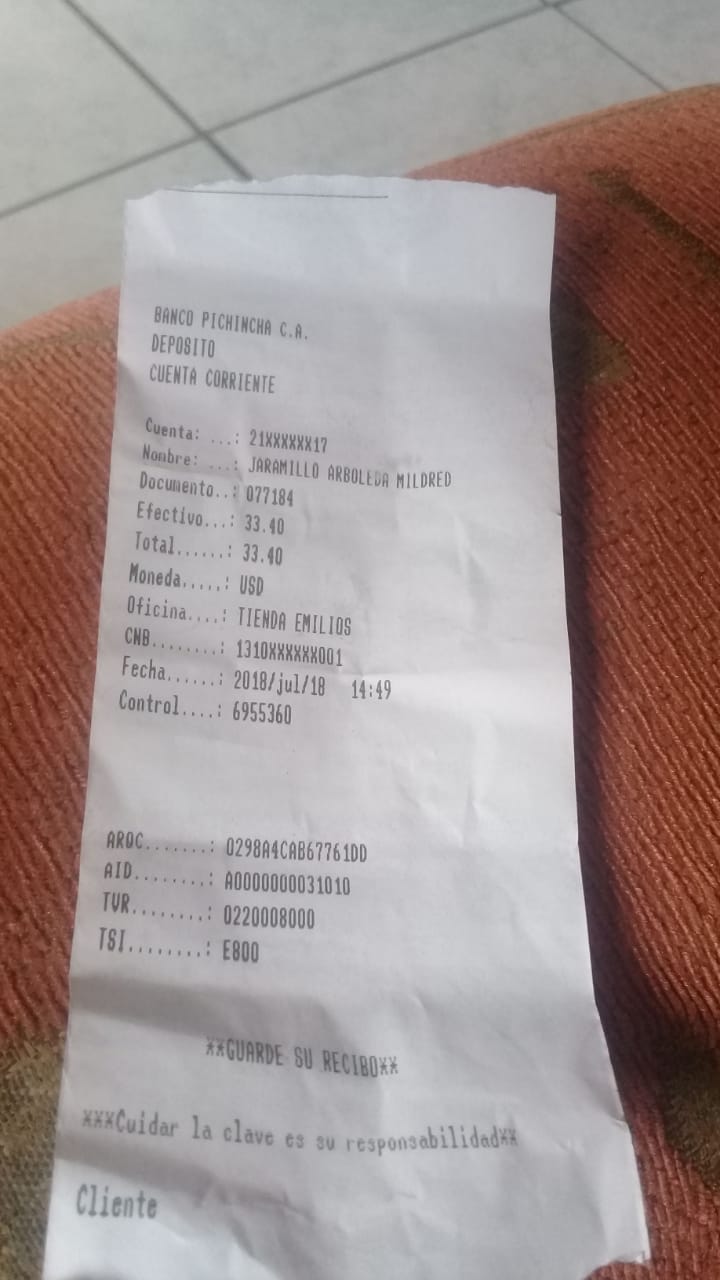 BANCO PICHINCHA C.A.
DEPOSITO
CUENTA CORRIENTE
Cuenta: ...: 21XXXXXX17
Nombre: ...: JARAMILLO ARBOLEDA MILDRED
Documento..: 077184
Efectivo...: 33.40
Total......: 33.40
Moneda.....: USD
Oficina....: TIENDA EMILIOS
CNB........: 1310XXXXXX001
Fecha......: 2018/jul/18 14:49
Control....: 6955360
ARQC.......: 0298A4CAB67761DD
AID........: A0000000031010
TVR........: 0220008000
TSI........: E800
**GUARDE SU RECIBO**
***Cuidar la clave es su responsabilidad**
Cliente